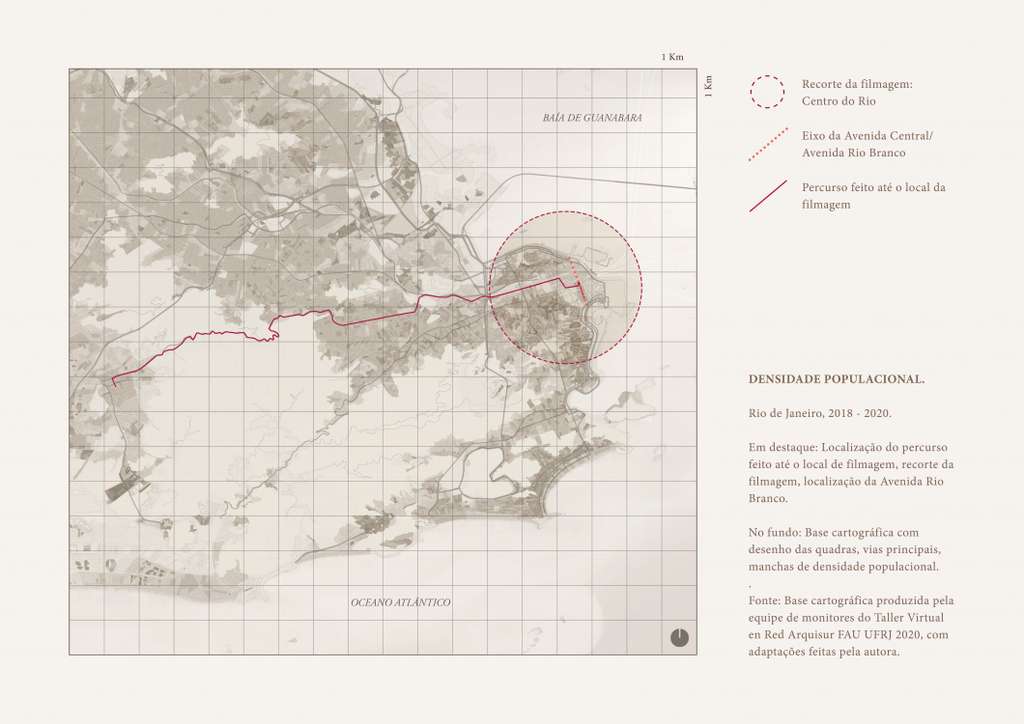 1 Km
1 Km
BAÍA DE GUANABARA
OCEANO ATLÂNTICO
Recorte da filmagem:
Centro do Rio
Eixo da Avenida Central/
Avenida Rio Branco
Percurso feito até o local da
filmagem
DENSIDADE POPULACIONAL.
Rio de Janeiro, 2018 - 2020.
Em destaque: Localização do percurso
feito até o local de filmagem, recorte da
filmagem, localização da Avenida Rio
Branco.
No fundo: Base cartográfica com
desenho das quadras, vias principais,
manchas de densidade populacional.
.
Fonte: Base cartográfica produzida pela
equipe de monitores do Taller Virtual
en Red Arquisur FAU UFRJ 2020, com
adaptações feitas pela autora.